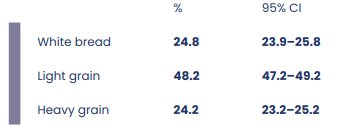 % 95% CI
White bread 24.8 23.9–25.8
Light grain 48.2 47.2–49.2
Heavy grain 24.2 23.2–25.2